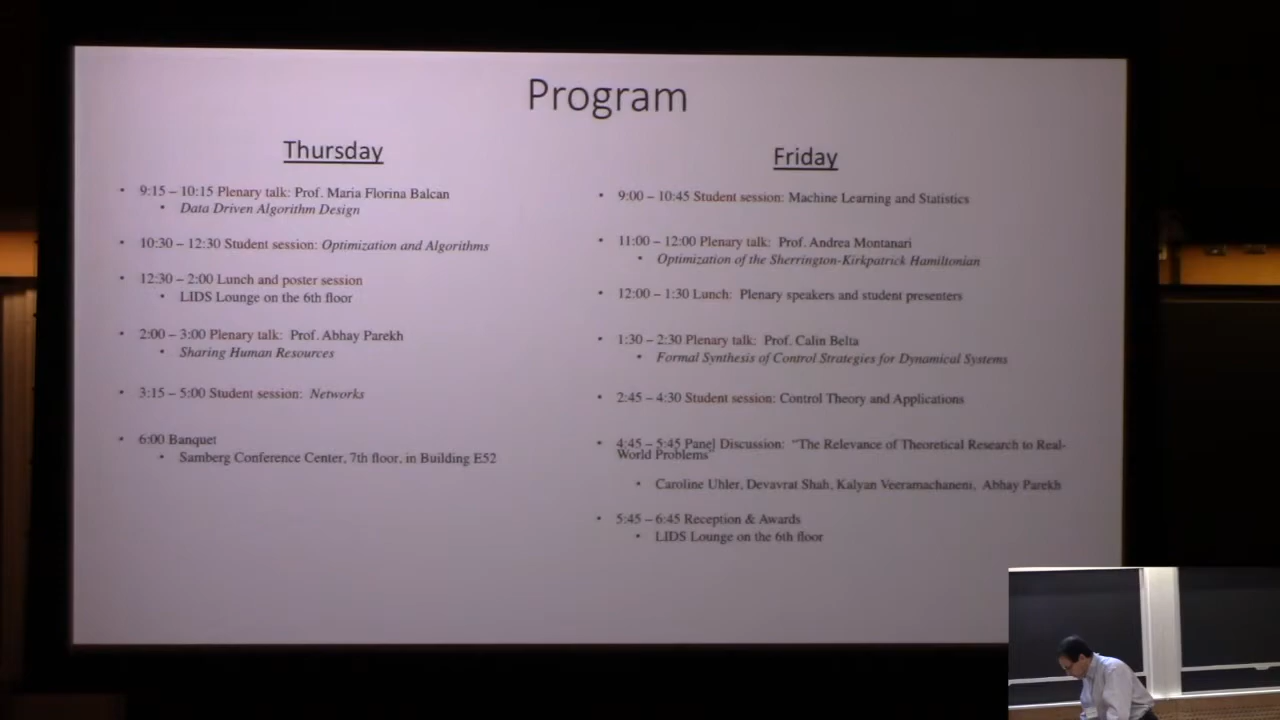 Program
Thursday
• 9:15 – 10:15 Plenary talk: Prof. Maria Florina Balcan
• Data Driven Algorithm Design
• 10:30 – 12:30 Student session: Optimization and Algorithms
• 12:30 – 2:00 Lunch and poster session
• LIDS Lounge on the 6th floor
• 2:00 – 3:00 Plenary talk: Prof. Abhay Parekh
• Sharing Human Resources
• 3:15 – 5:00 Student session: Networks
• 6:00 Banquet
• Samberg Conference Center, 7th floor, in Building E52
Friday
• 9:00 – 10:45 Student session: Machine Learning and Statistics
• 11:00 – 12:00 Plenary talk: Prof. Andrea Montanari
• Optimization of the Sherrington-Kirkpatrick Hamiltonian
• 12:00 – 1:30 Lunch: Plenary speakers and student presenters
• 1:30 – 2:30 Plenary talk: Prof. Calin Belta
• Formal Synthesis of Control Strategies for Dynamical Systems
• 2:45 – 4:30 Student session: Control Theory and Applications
• 4:45 – 5:45 Panel Discussion: "The Relevance of Theoretical Research to Real-
World Problems"
• Caroline Uhler, Devavrat Shah, Kalyan Veeramachaneni, Abhay Parekh
• 5:45 – 6:45 Reception & Awards
• LIDS Lounge on the 6th floor